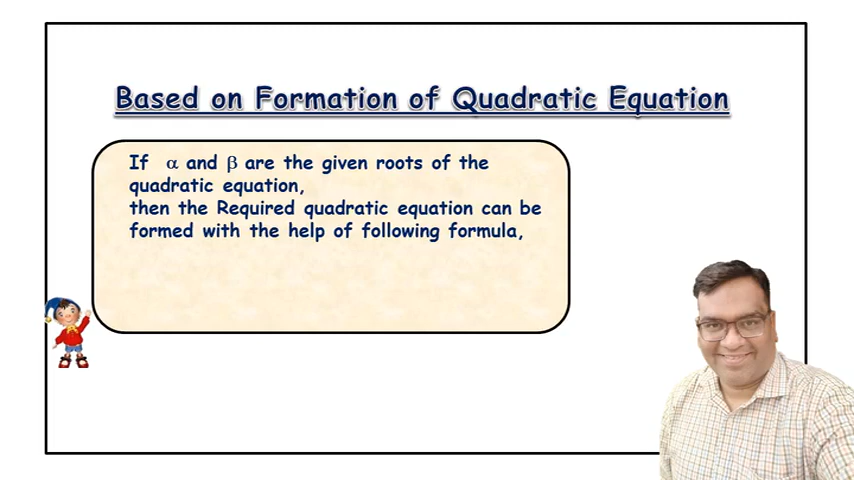 Based on Formation of Quadratic Equation
If α and β are the given roots of the
quadratic equation,
then the Required quadratic equation can be
formed with the help of following formula,